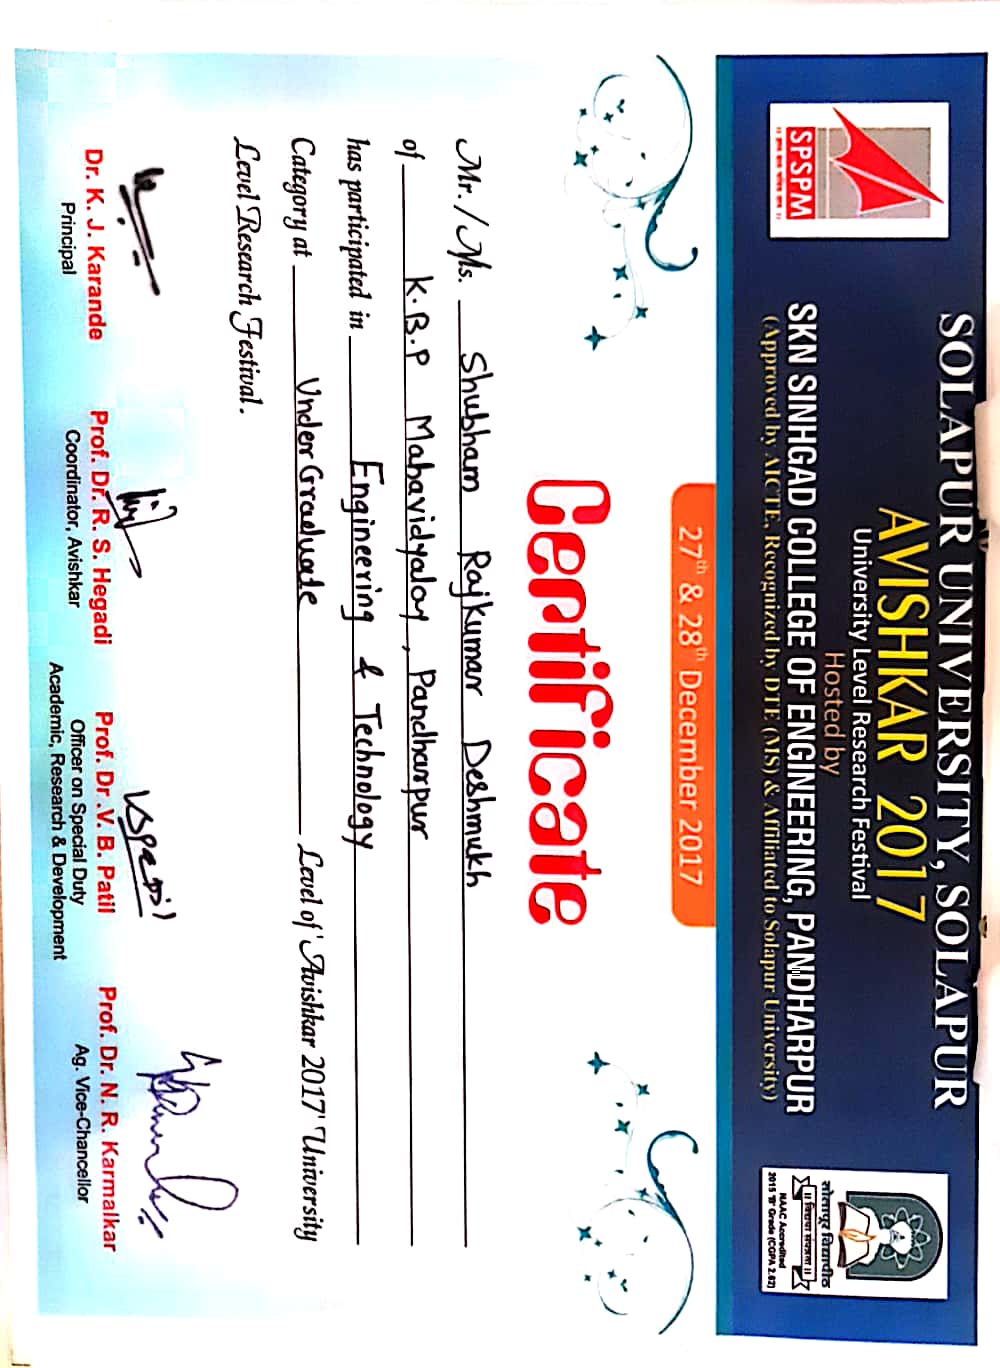 SOLAPUR UNIVERSITY, SOLAPUR
AVISHKAR 2017
University Level Research Festival
Hosted by
SKN SINHGAD COLLEGE OF ENGINEERING, PANDHARPUR
(Approved by AICTE, Recognized by DTE (MS) & Affiliated to Solapur University)
SPSPM
सोलापूर विद्यापीठ
॥ विद्यया संपन्नता ॥
NAAC Accredited
2015 'B' Grade (CGPA 2.62)
27th & 28th December 2017
Certificate
Mr. / Ms. Shubham Rajkumar Deshmukh
of K.B.P Mahavidyalay, Pandharpur
has participated in Engineering & Technology
Category at Under Graduate Level of 'Avishkar 2017' University
Level Research Festival.
Dr. K. J. Karande
Principal
Prof. Dr. R. S. Hegadi
Coordinator, Avishkar
Prof. Dr .V. B. Patil
Officer on Special Duty
Academic, Research & Development
Prof. Dr. N. R. Karmalkar
Ag. Vice-Chancellor